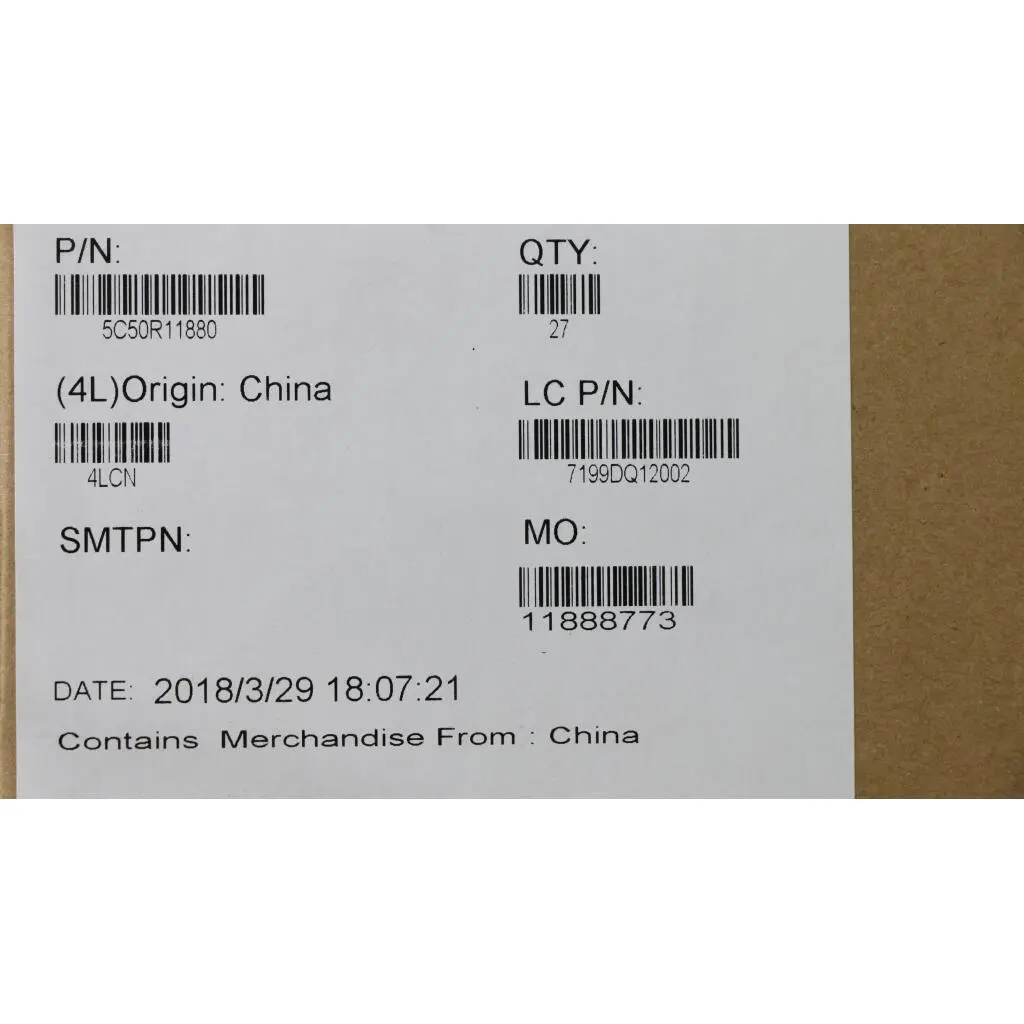 P/N:
5C50R11880
QTY:
27
(4L)Origin: China
4LCN
LC P/N:
7199DQ12002
SMTPN:
MO:
11888773
DATE: 2018/3/29 18:07:21
Contains Merchandise From : China